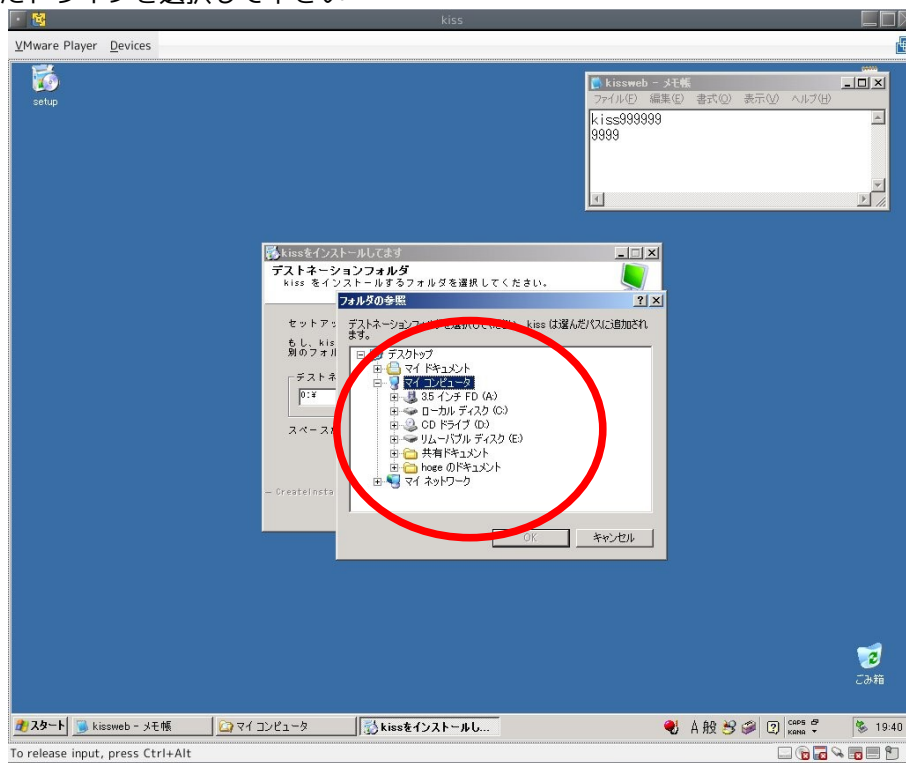 kiss
VMware Player Devices
setup
kissweb - メモ帳
ファイル(F) 編集(E) 書式(O) 表示(V) ヘルプ(H)
kiss999999
9999
kissをインストールしてます
デストネーションフォルダ
kiss をインストールするフォルダを選択してください。
フォルダの参照
セットアッ
デストネーションフォ
kiss は選んだパスに追加され
ます。
もし、kis
別のフォル
デスクトップ
マイ ドキュメント
マイ コンピュータ
デストネ
3.5 インチ FD (A:)
0:¥
ローカル ディスク (C:)
CD ドライブ (D:)
スペースが
リムーバブル ディスク (E:)
共有ドキュメント
hoge のドキュメント
マイ ネットワーク
CreateInsta
OK
キャンセル
ごみ箱
スタート
kissweb - メモ帳
マイ コンピュータ
kissをインストールし...
A 般
CAPS
KANA
19:40
To release input, press Ctrl+Alt